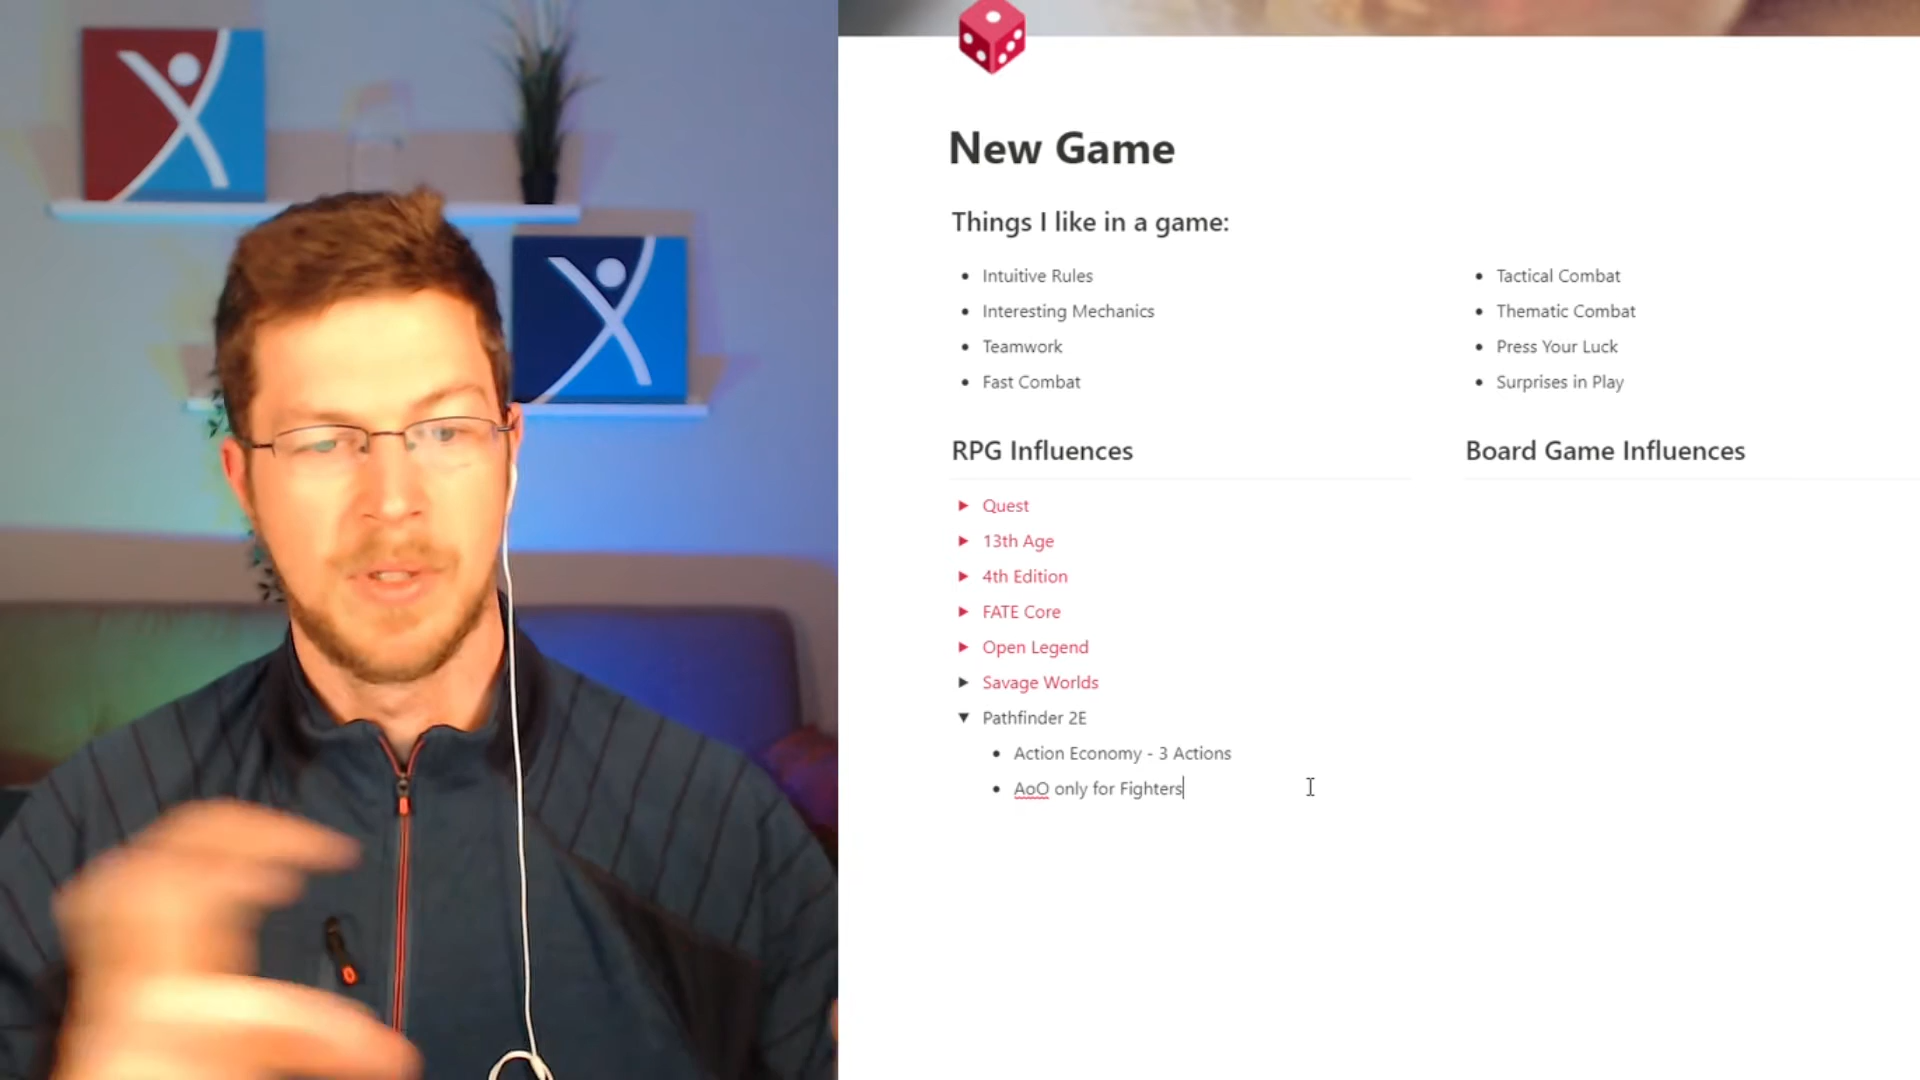 New Game
Things I like in a game:
• Intuitive Rules
• Interesting Mechanics
• Teamwork
• Fast Combat
• Tactical Combat
• Thematic Combat
• Press Your Luck
• Surprises in Play
RPG Influences
Quest
13th Age
4th Edition
FATE Core
Open Legend
Savage Worlds
Pathfinder 2E
• Action Economy - 3 Actions
• AoO only for Fighters
Board Game Influences